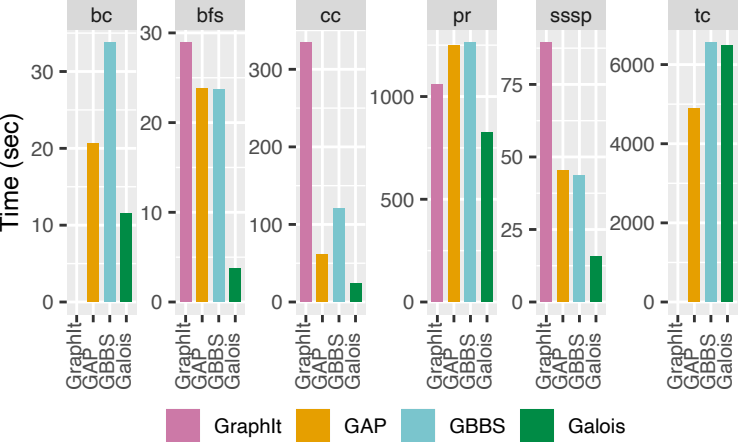 bc bfs cc pr sssp tc
Time (sec)
30
20
10
0
30
20
10
0
300
200
100
0
1000
500
0
75
50
25
0
6000
4000
2000
0
GraphIt GAP GBBS Galois
GraphIt GAP GBBS Galois
GraphIt GAP GBBS Galois
GraphIt GAP GBBS Galois
GraphIt GAP GBBS Galois
GraphIt GAP GBBS Galois
GraphIt GAP GBBS Galois